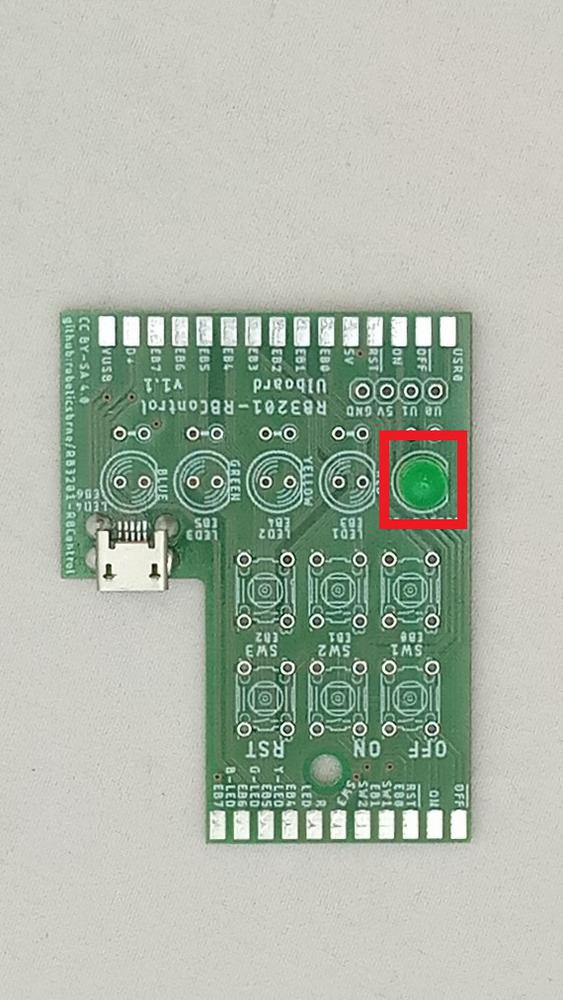 CC BY-SA 4.0
github:roboticsbrno/RB3201-RBControl
VUSB
D+
EB7
EB6
EB5
EB4
EB3
EB2
EB1
EB0
5V
RST
ON
OFF
USR0
RB3201-RBControl
UIboard
v1.1
GND 5V U1 U0
BLUE
GREEN
YELLOW
LED4
EB6
LED3
EB5
LED2
EB4
LED1
EB3
EB2
SW3
EB1
SW2
EB0
SW1
RST
ON
OFF
EB7
B-LED
EB6
G-LED
EB5
Y-LED
EB4
LED
R
SW3
SW2
EB1
SW1
EB0
RST
ON
OFF